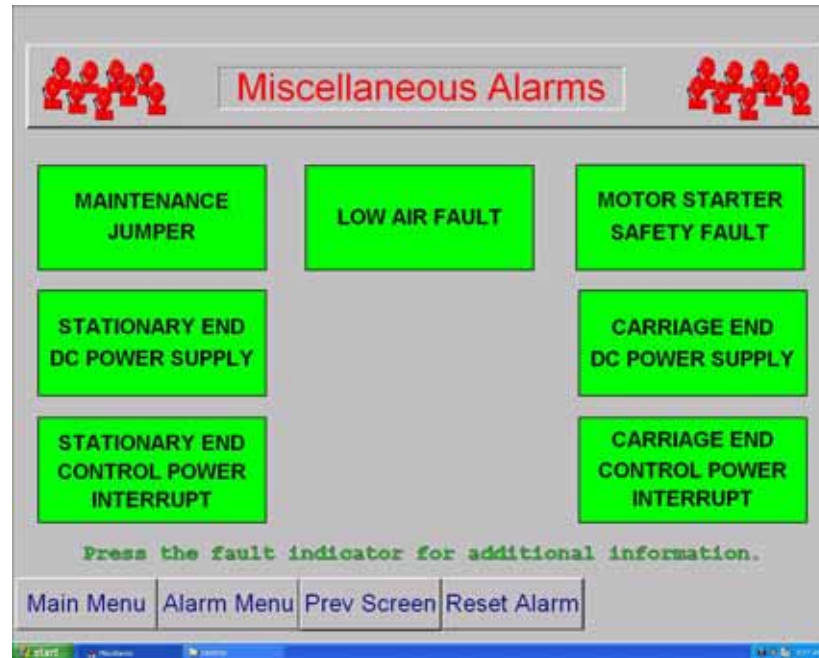 Miscellaneous Alarms
MAINTENANCE
JUMPER
LOW AIR FAULT
MOTOR STARTER
SAFETY FAULT
STATIONARY END
DC POWER SUPPLY
CARRIAGE END
DC POWER SUPPLY
STATIONARY END
CONTROL POWER
INTERRUPT
CARRIAGE END
CONTROL POWER
INTERRUPT
Press the fault indicator for additional information.
Main Menu Alarm Menu Prev Screen Reset Alarm
start